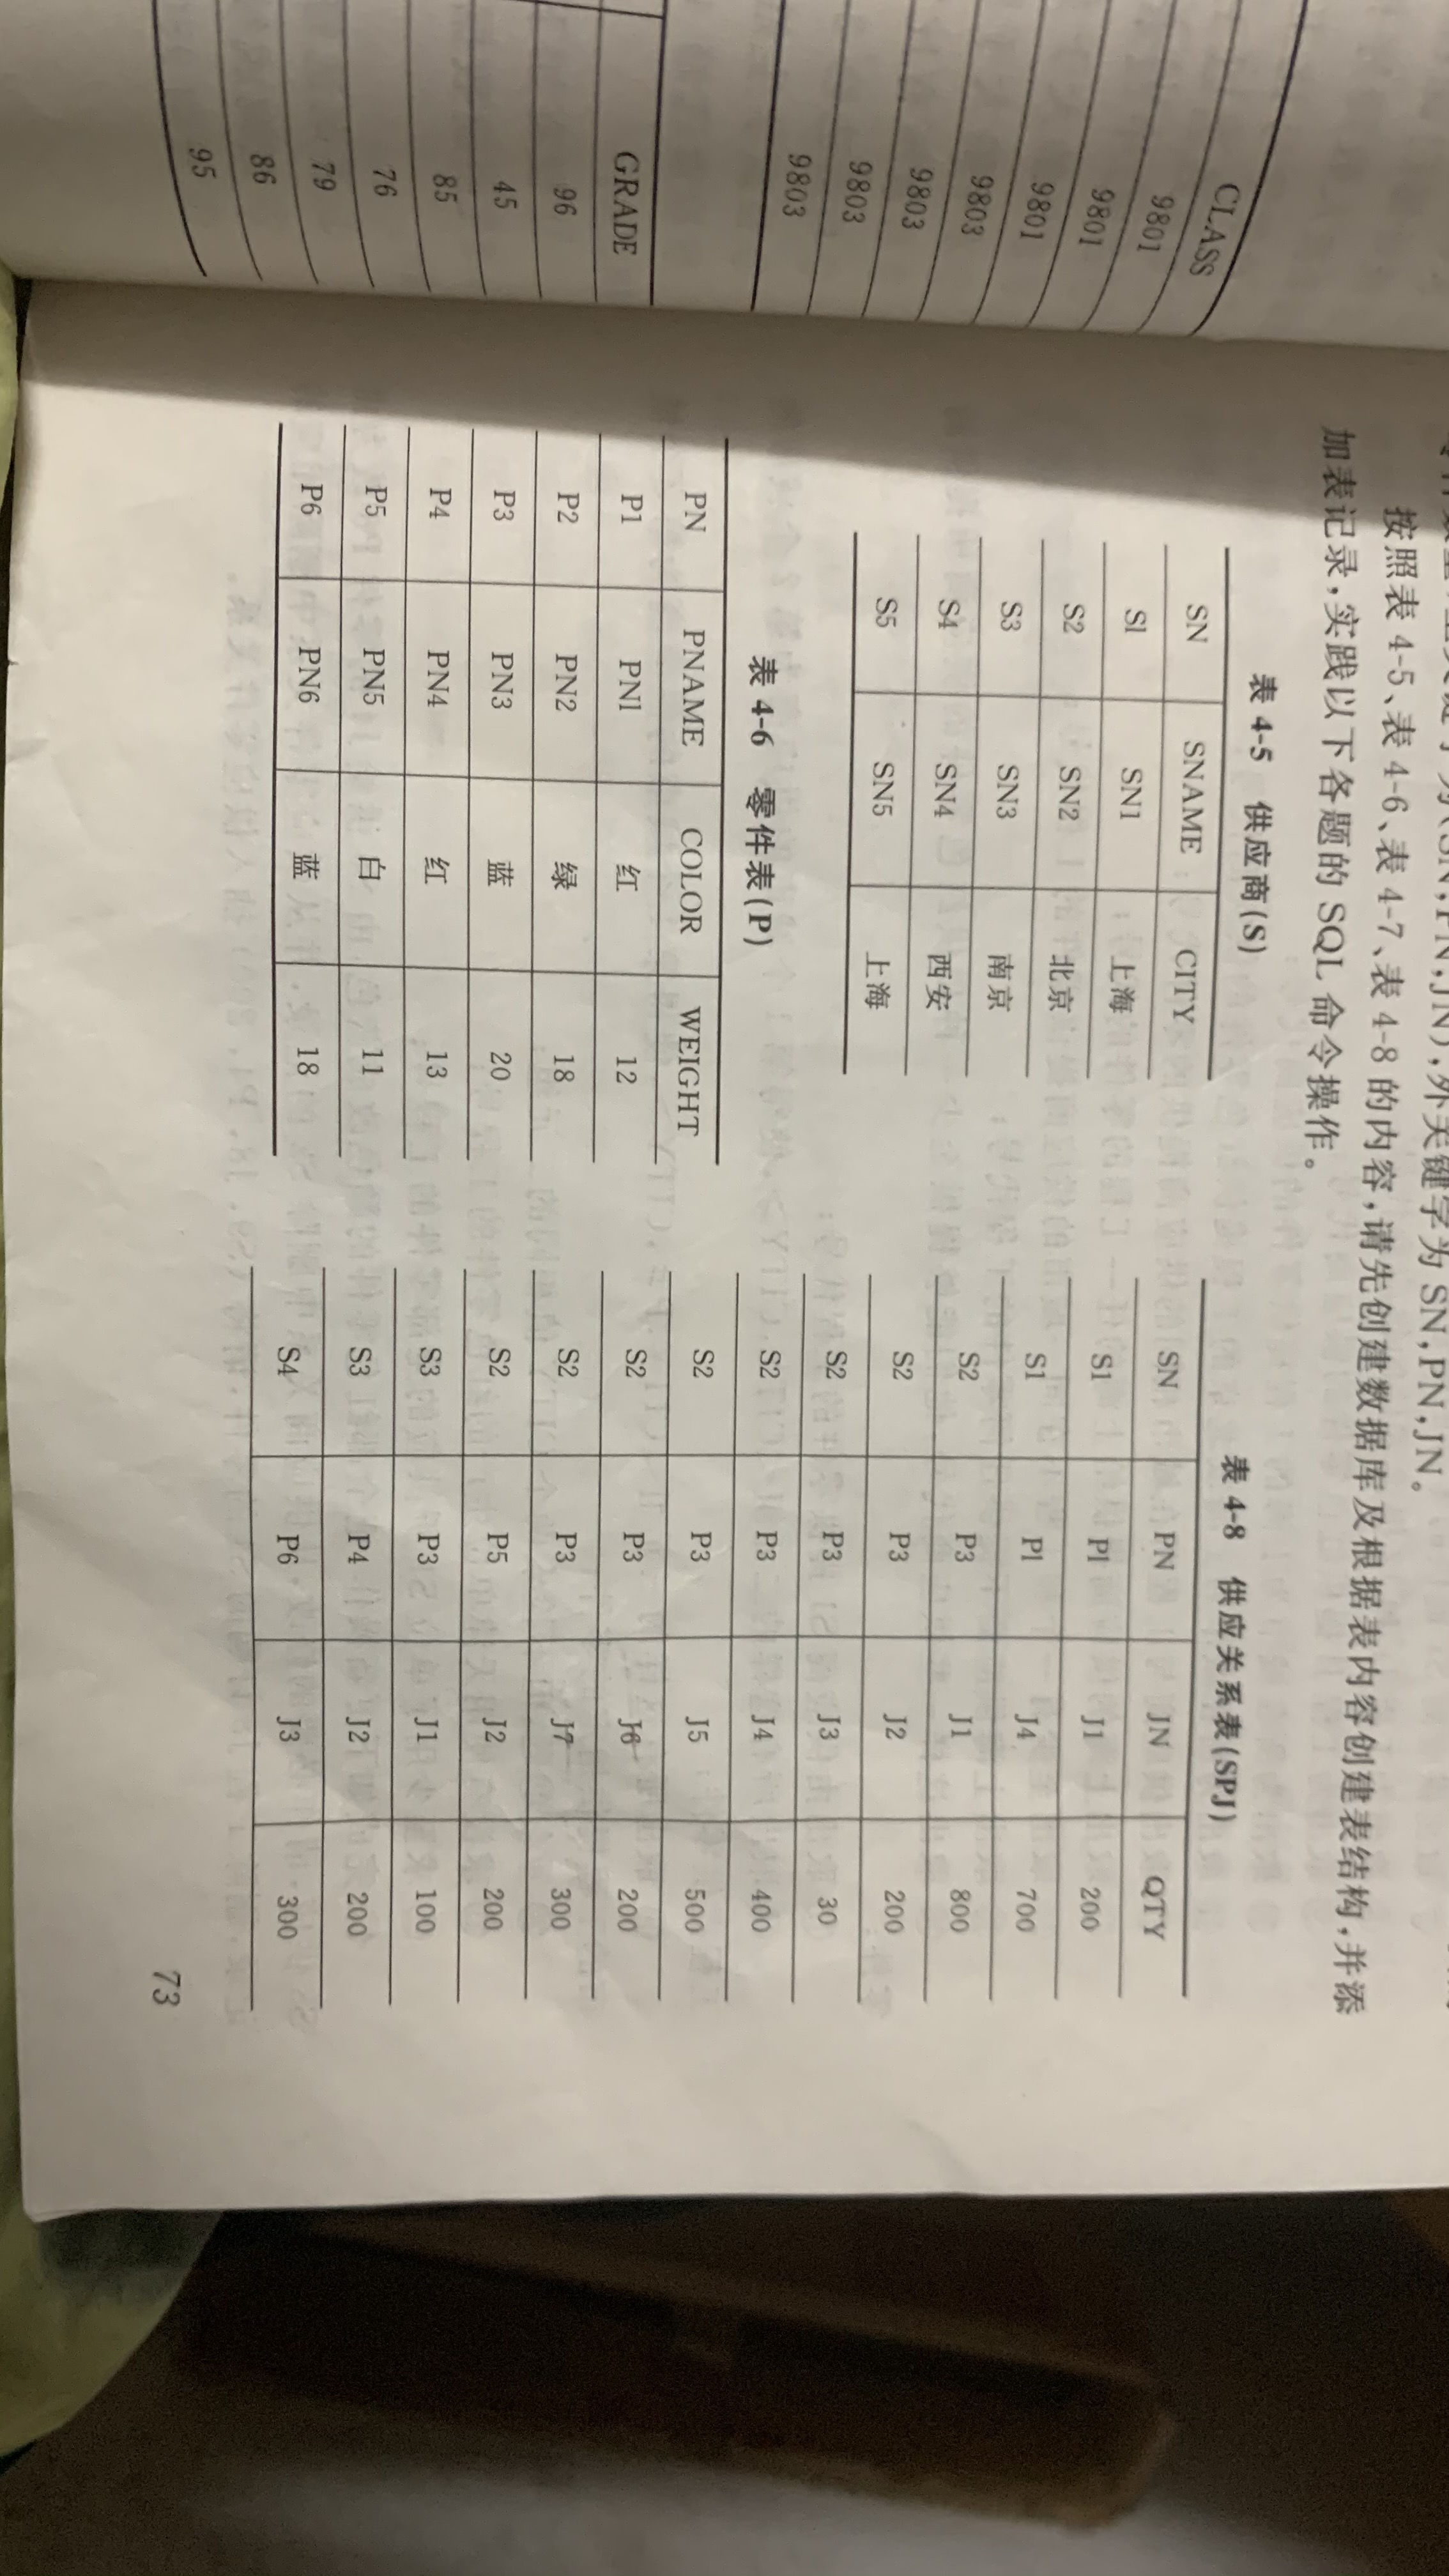 CLASS
9801
9801
9801
9803
9803
9803
9803
GRADE
96
45
85
76
79
86
95
(SN,PN,JN),外关键字为 SN,PN,JN。
按照表 4-5、表 4-6、表 4-7、表 4-8 的内容,请先创建数据库及根据表内容创建表结构,并添
加表记录,实践以下各题的 SQL 命令操作。
表 4-5 供应商(S)
SN SNAME CITY
S1 SN1 上海
S2 SN2 北京
S3 SN3 南京
S4 SN4 西安
S5 SN5 上海
表 4-6 零件表(P)
PN PNAME COLOR WEIGHT
P1 PN1 红 12
P2 PN2 绿 18
P3 PN3 蓝 20
P4 PN4 红 13
P5 PN5 白 11
P6 PN6 蓝 18
表 4-8 供应关系表(SPJ)
SN PN JN QTY
S1 P1 J1 200
S1 P1 J4 700
S2 P3 J1 800
S2 P3 J2 200
S2 P3 J3 30
S2 P3 J4 400
S2 P3 J5 500
S2 P3 J6 200
S2 P3 J7 300
S2 P5 J2 200
S3 P3 J1 100
S3 P4 J2 200
S4 P6 J3 300
73